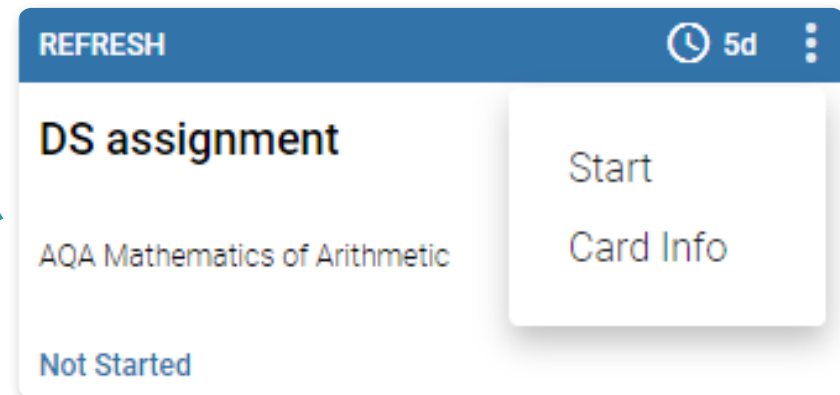 REFRESH 5d
DS assignment
Start
AQA Mathematics of Arithmetic
Card Info
Not Started